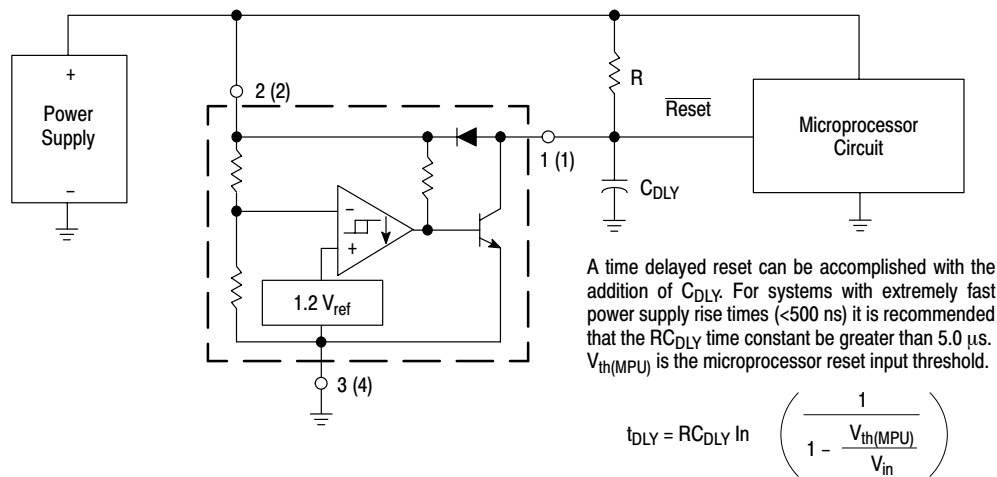 +
Power
Supply
−
2 (2)
−
+
1.2 Vref
3 (4)
1 (1)
R
Reset
CDLY
Microprocessor
Circuit
A time delayed reset can be accomplished with the
addition of CDLY. For systems with extremely fast
power supply rise times (<500 ns) it is recommended
that the RCDLY time constant be greater than 5.0 μs.
Vth(MPU) is the microprocessor reset input threshold.
tDLY = RCDLY In ( 1 / ( 1 − Vth(MPU) / Vin ) )